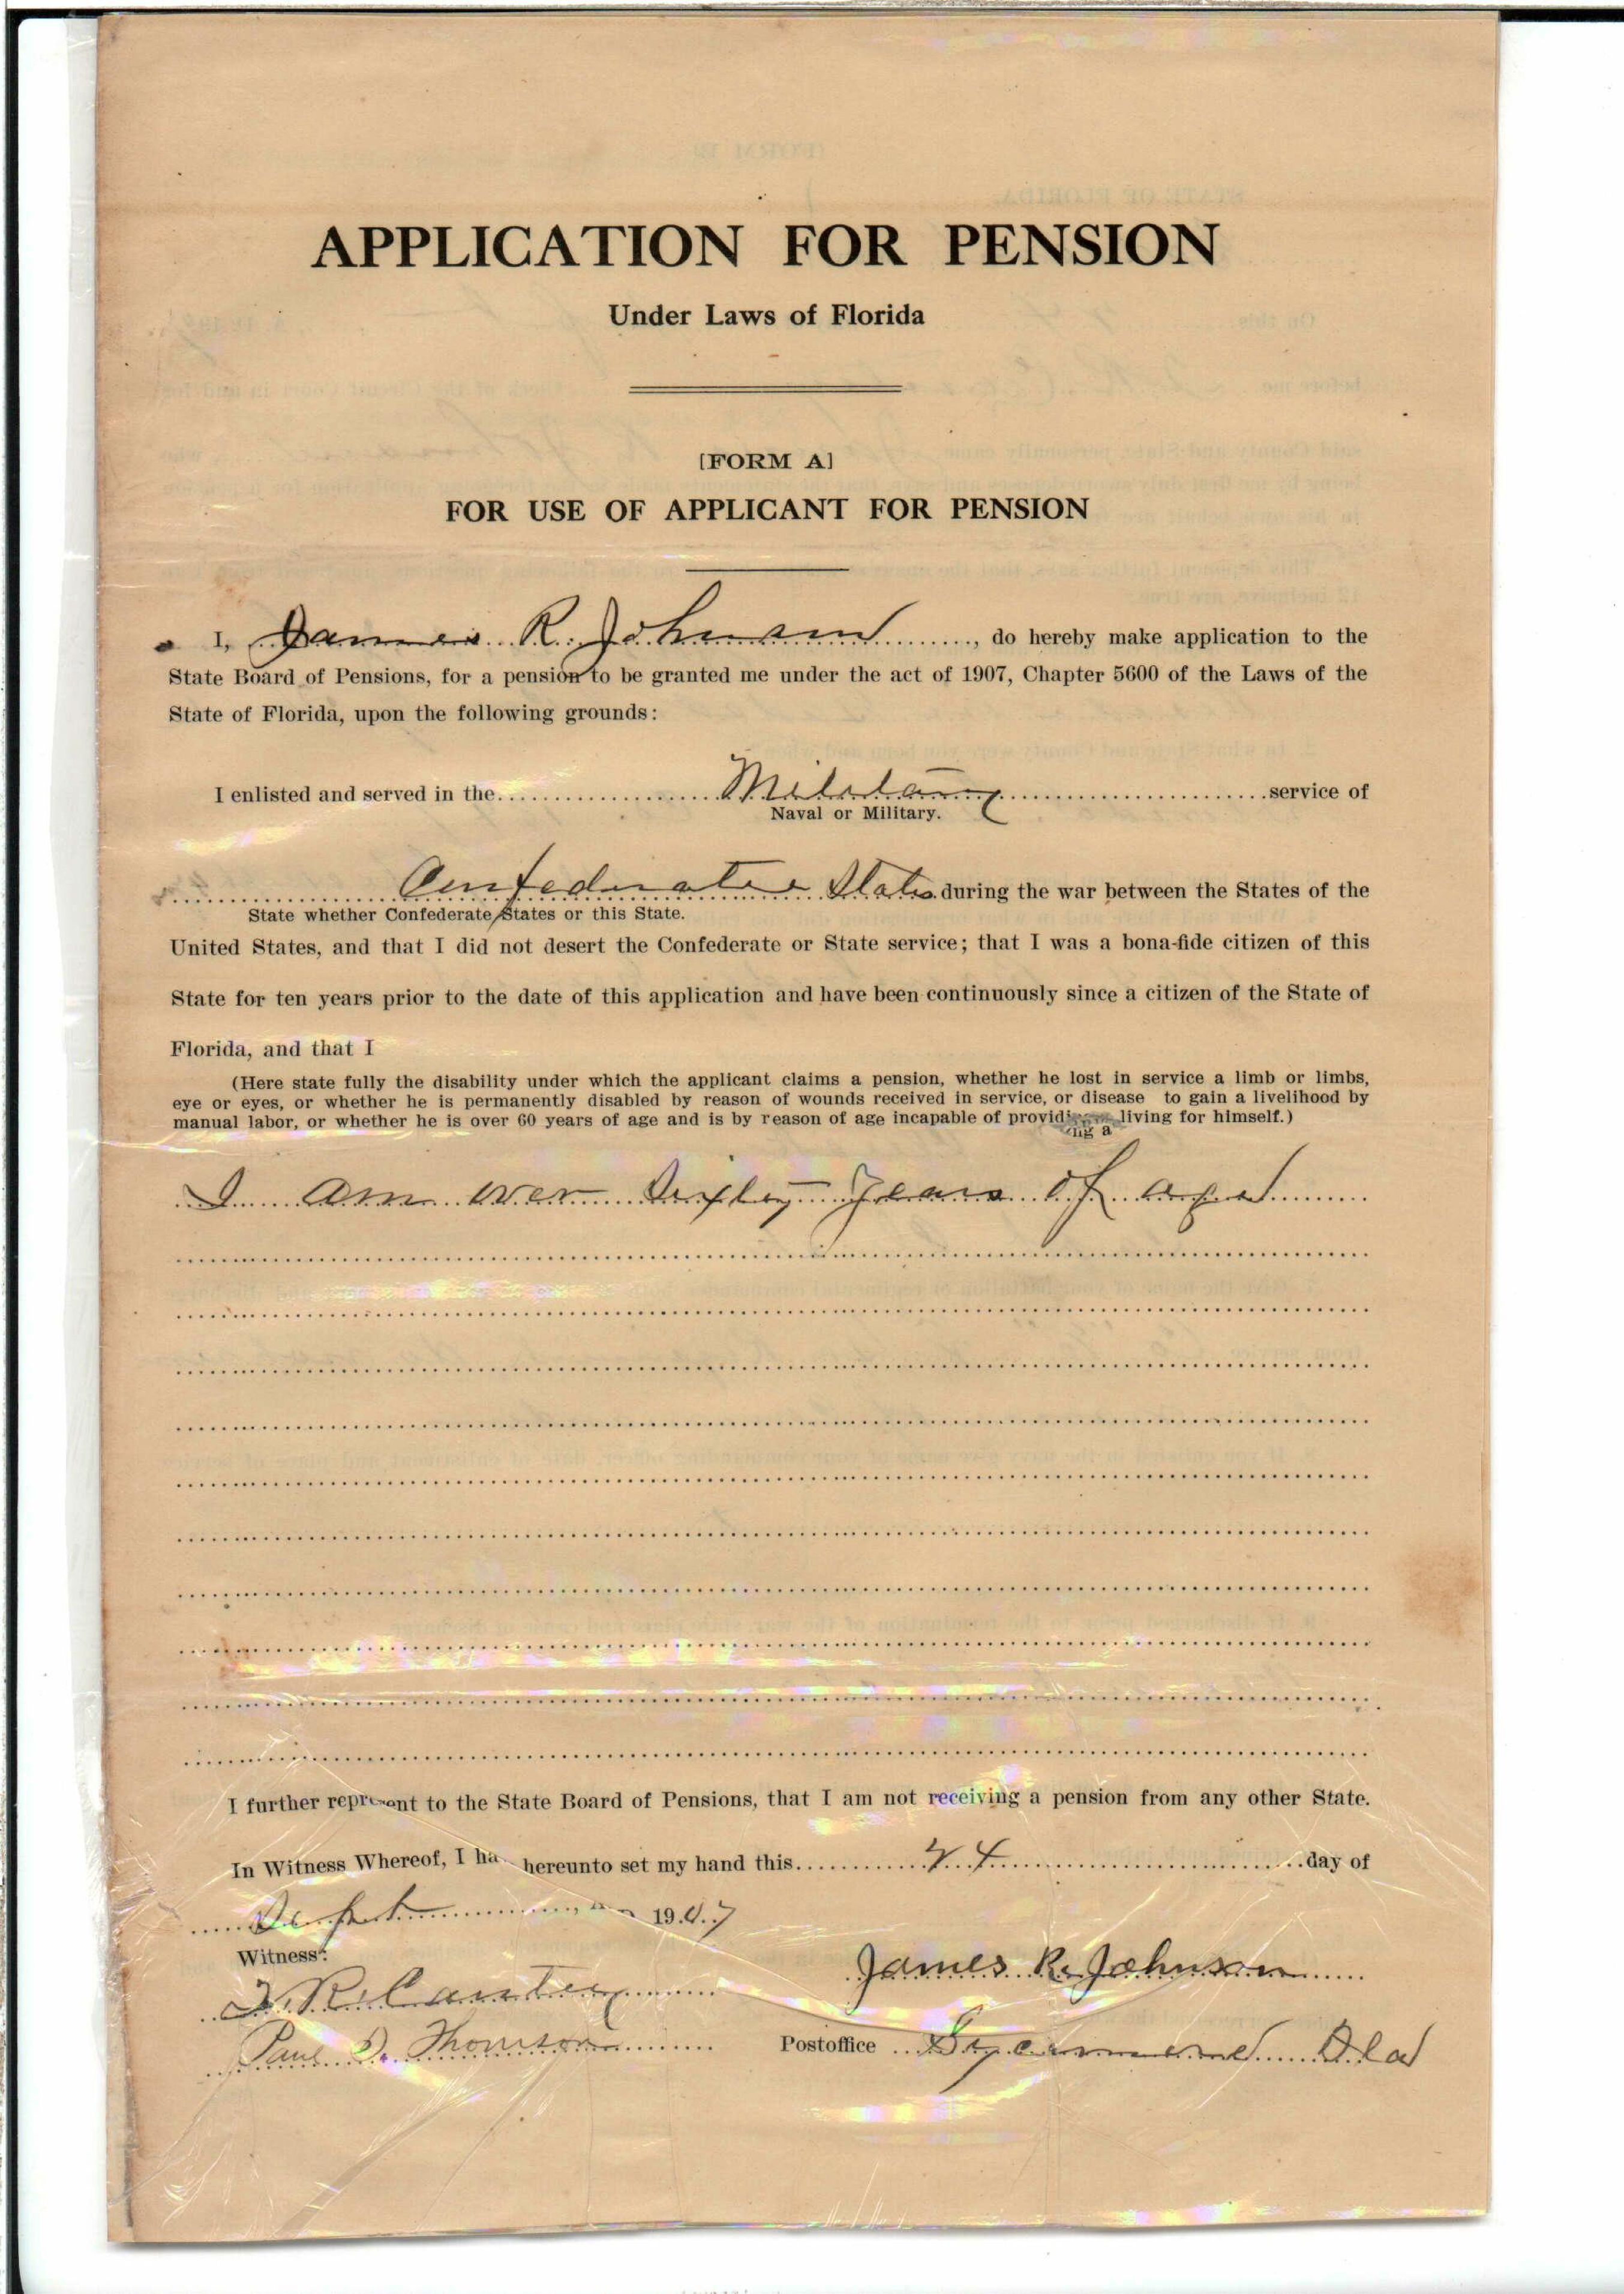 APPLICATION FOR PENSION
Under Laws of Florida
[FORM A]
FOR USE OF APPLICANT FOR PENSION
I, James R. Johnson, do hereby make application to the
State Board of Pensions, for a pension to be granted me under the act of 1907, Chapter 5600 of the Laws of the
State of Florida, upon the following grounds:
I enlisted and served in the Military service of
Naval or Military.
Confederate States during the war between the States of the
State whether Confederate States or this State.
United States, and that I did not desert the Confederate or State service; that I was a bona-fide citizen of this
State for ten years prior to the date of this application and have been continuously since a citizen of the State of
Florida, and that I
(Here state fully the disability under which the applicant claims a pension, whether he lost in service a limb or limbs,
eye or eyes, or whether he is permanently disabled by reason of wounds received in service, or disease to gain a livelihood by
manual labor, or whether he is over 60 years of age and is by reason of age incapable of providing a living for himself.)
I am over Sixty Years of age
I further represent to the State Board of Pensions, that I am not receiving a pension from any other State.
In Witness Whereof, I ha hereunto set my hand this 24 day of
Sept 1907
Witness:
James R. Johnson
Paul D.
Postoffice Fla